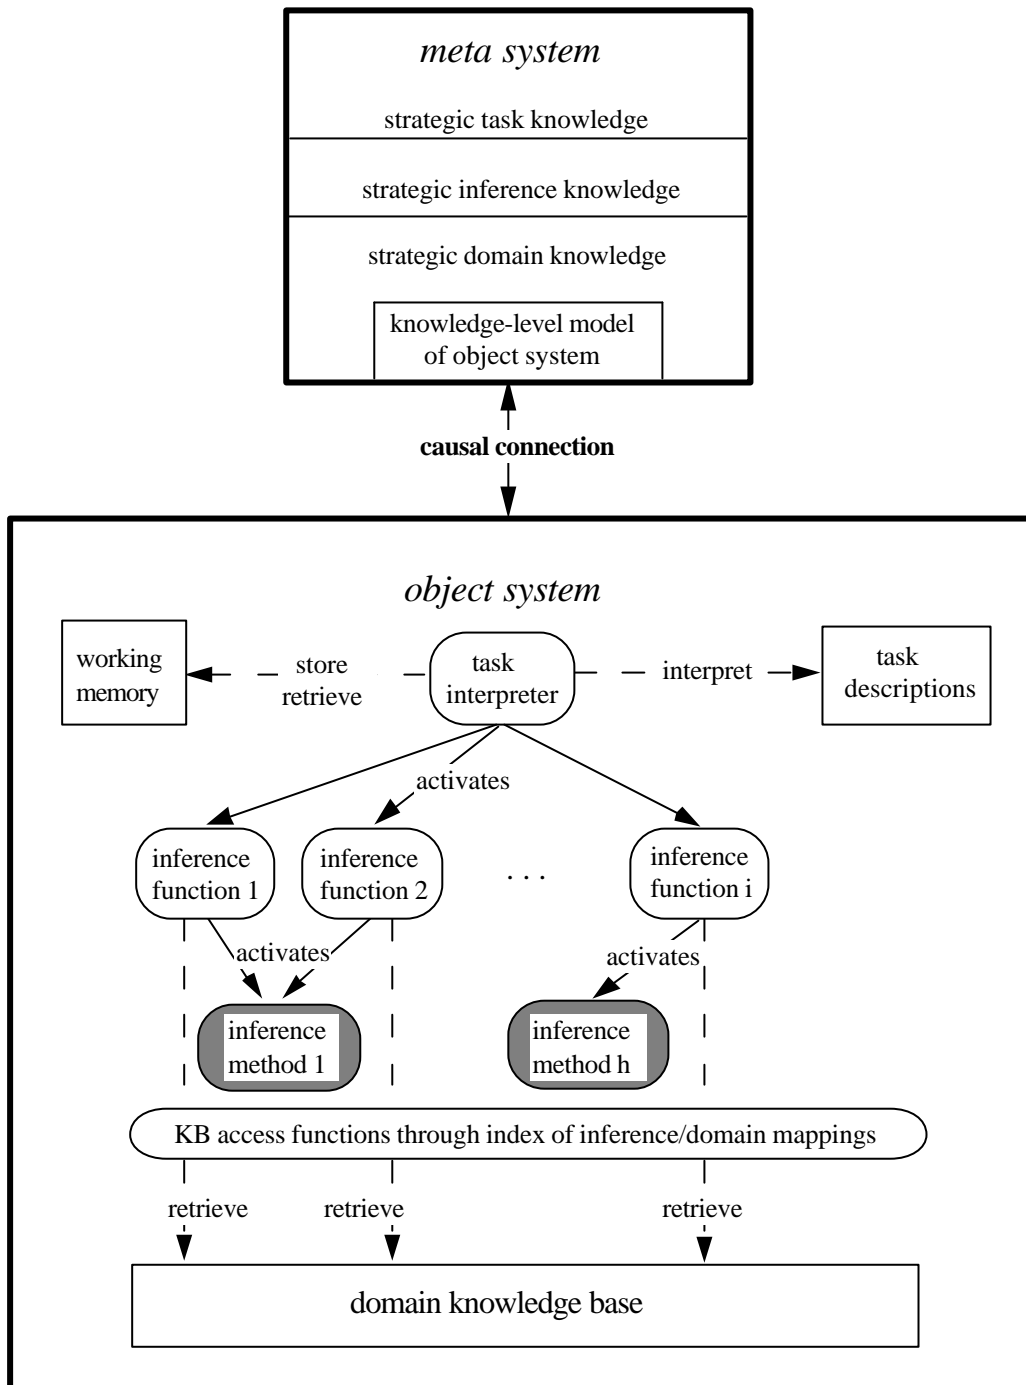 meta system
strategic task knowledge
strategic inference knowledge
strategic domain knowledge
knowledge-level model
of object system
causal connection
object system
working
memory
store
retrieve
task
interpreter
interpret
task
descriptions
activates
inference
function 1
inference
function 2
. . .
inference
function i
activates
activates
inference
method 1
inference
method h
KB access functions through index of inference/domain mappings
retrieve
retrieve
retrieve
domain knowledge base